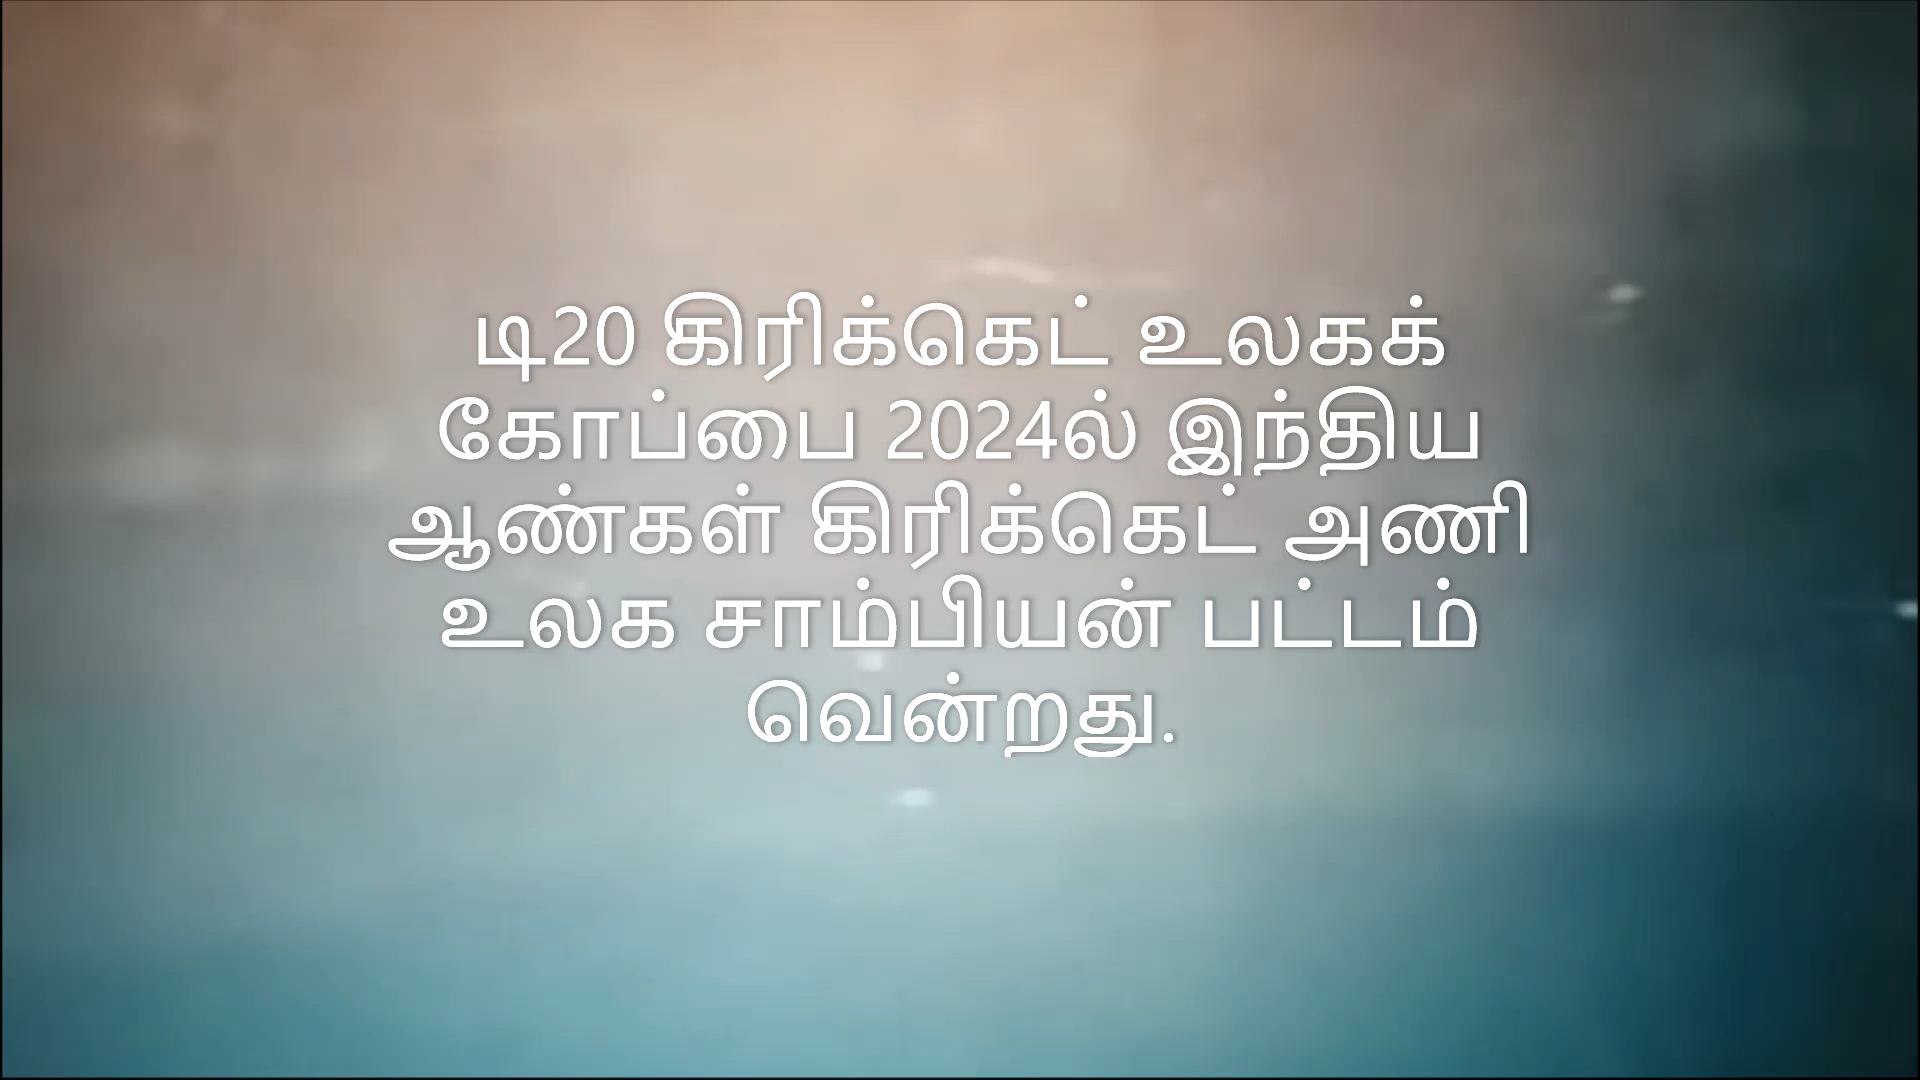 டி20 கிரிக்கெட் உலகக்
கோப்பை 2024ல் இந்திய
ஆண்கள் கிரிக்கெட் அணி
உலக சாம்பியன் பட்டம்
வென்றது.